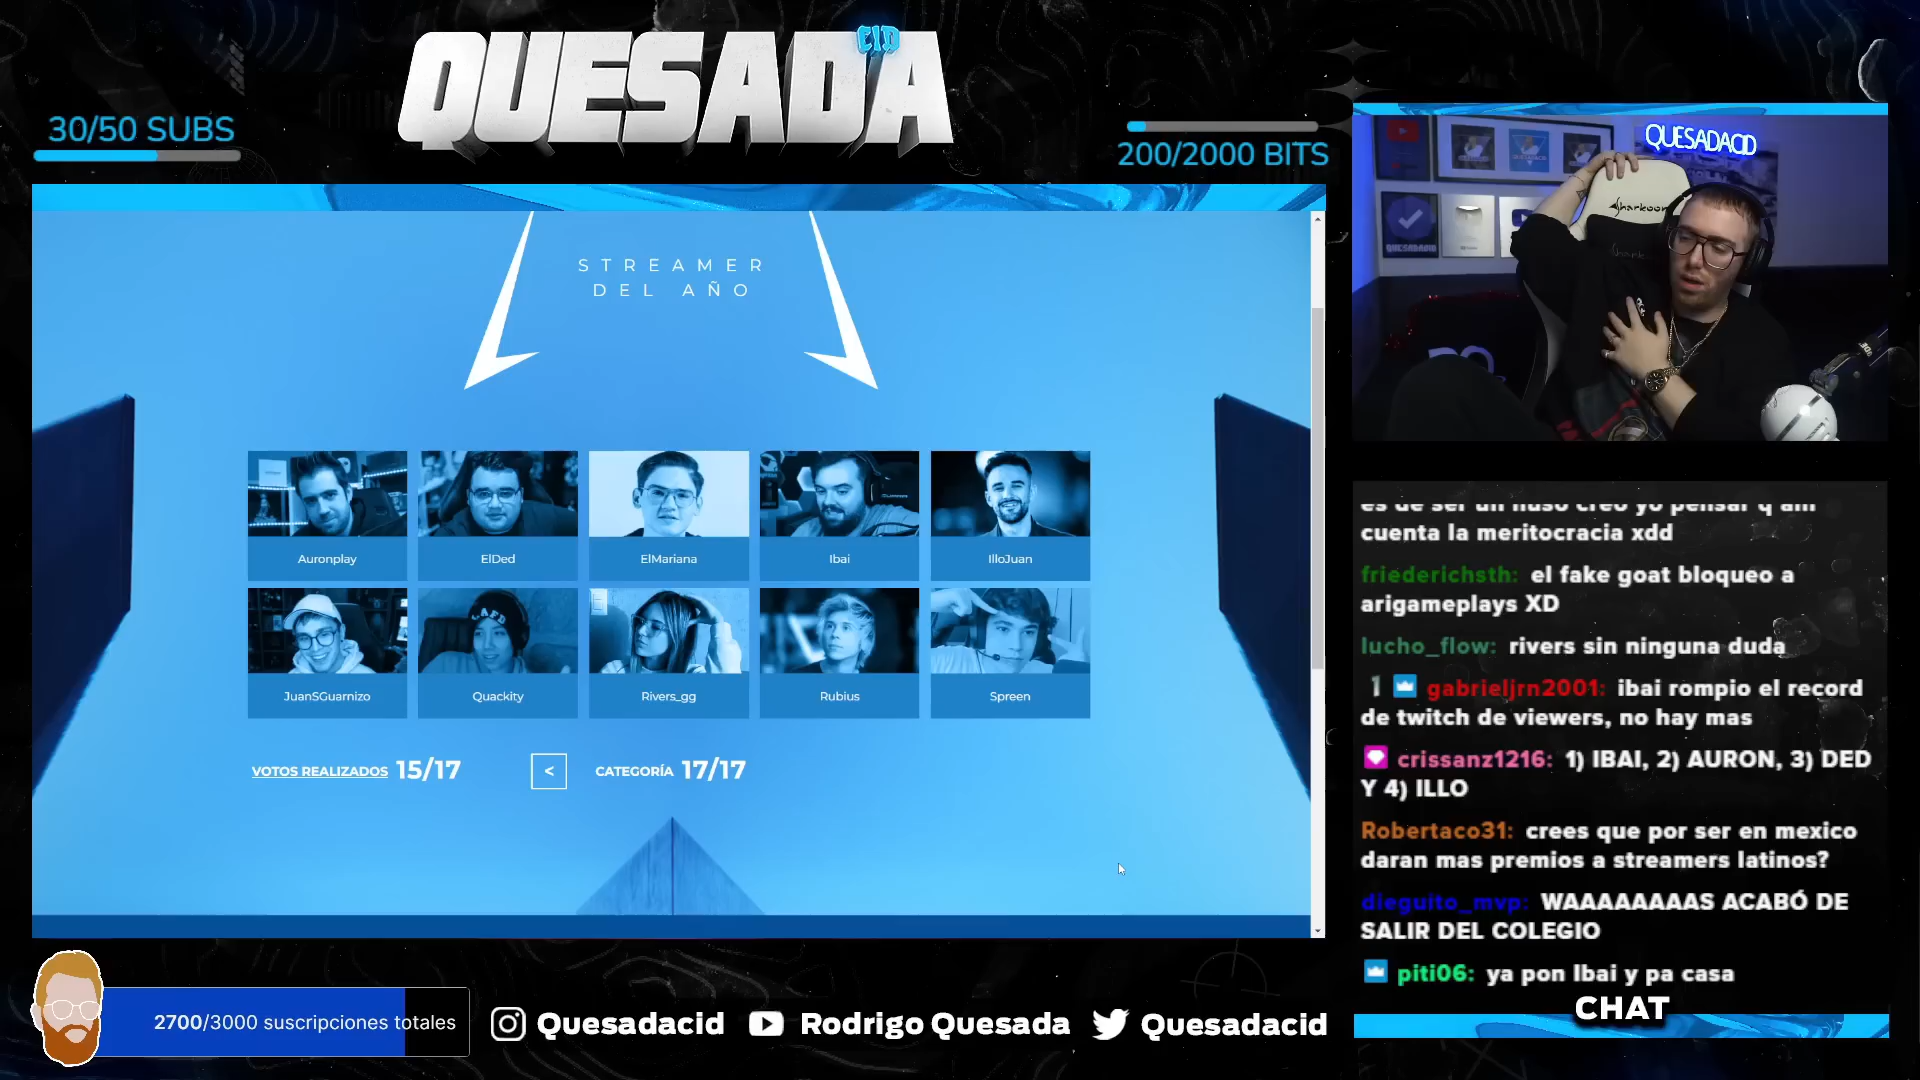 QUESADA
CID
30/50 SUBS
200/2000 BITS
STREAMER
DEL AÑO
Auronplay
ElDed
ElMariana
Ibai
IlloJuan
JuanSGuarnizo
Quackity
Rivers_gg
Rubius
Spreen
VOTOS REALIZADOS 15/17
<
CATEGORÍA 17/17
QUESADACID
QUESADACID
Sharkoon
cuenta la meritocracia xdd
friederichsth: el fake goat bloqueo a
arigameplays XD
lucho_flow: rivers sin ninguna duda
1 gabrieljrn2001: ibai rompio el record
de twitch de viewers, no hay mas
crissanz1216: 1) IBAI, 2) AURON, 3) DED
Y 4) ILLO
Robertaco31: crees que por ser en mexico
daran mas premios a streamers latinos?
dieguito_mvp: WAAAAAAAAS ACABÓ DE
SALIR DEL COLEGIO
piti06: ya pon Ibai y pa casa
CHAT
2700/3000 suscripciones totales
Quesadacid
Rodrigo Quesada
Quesadacid